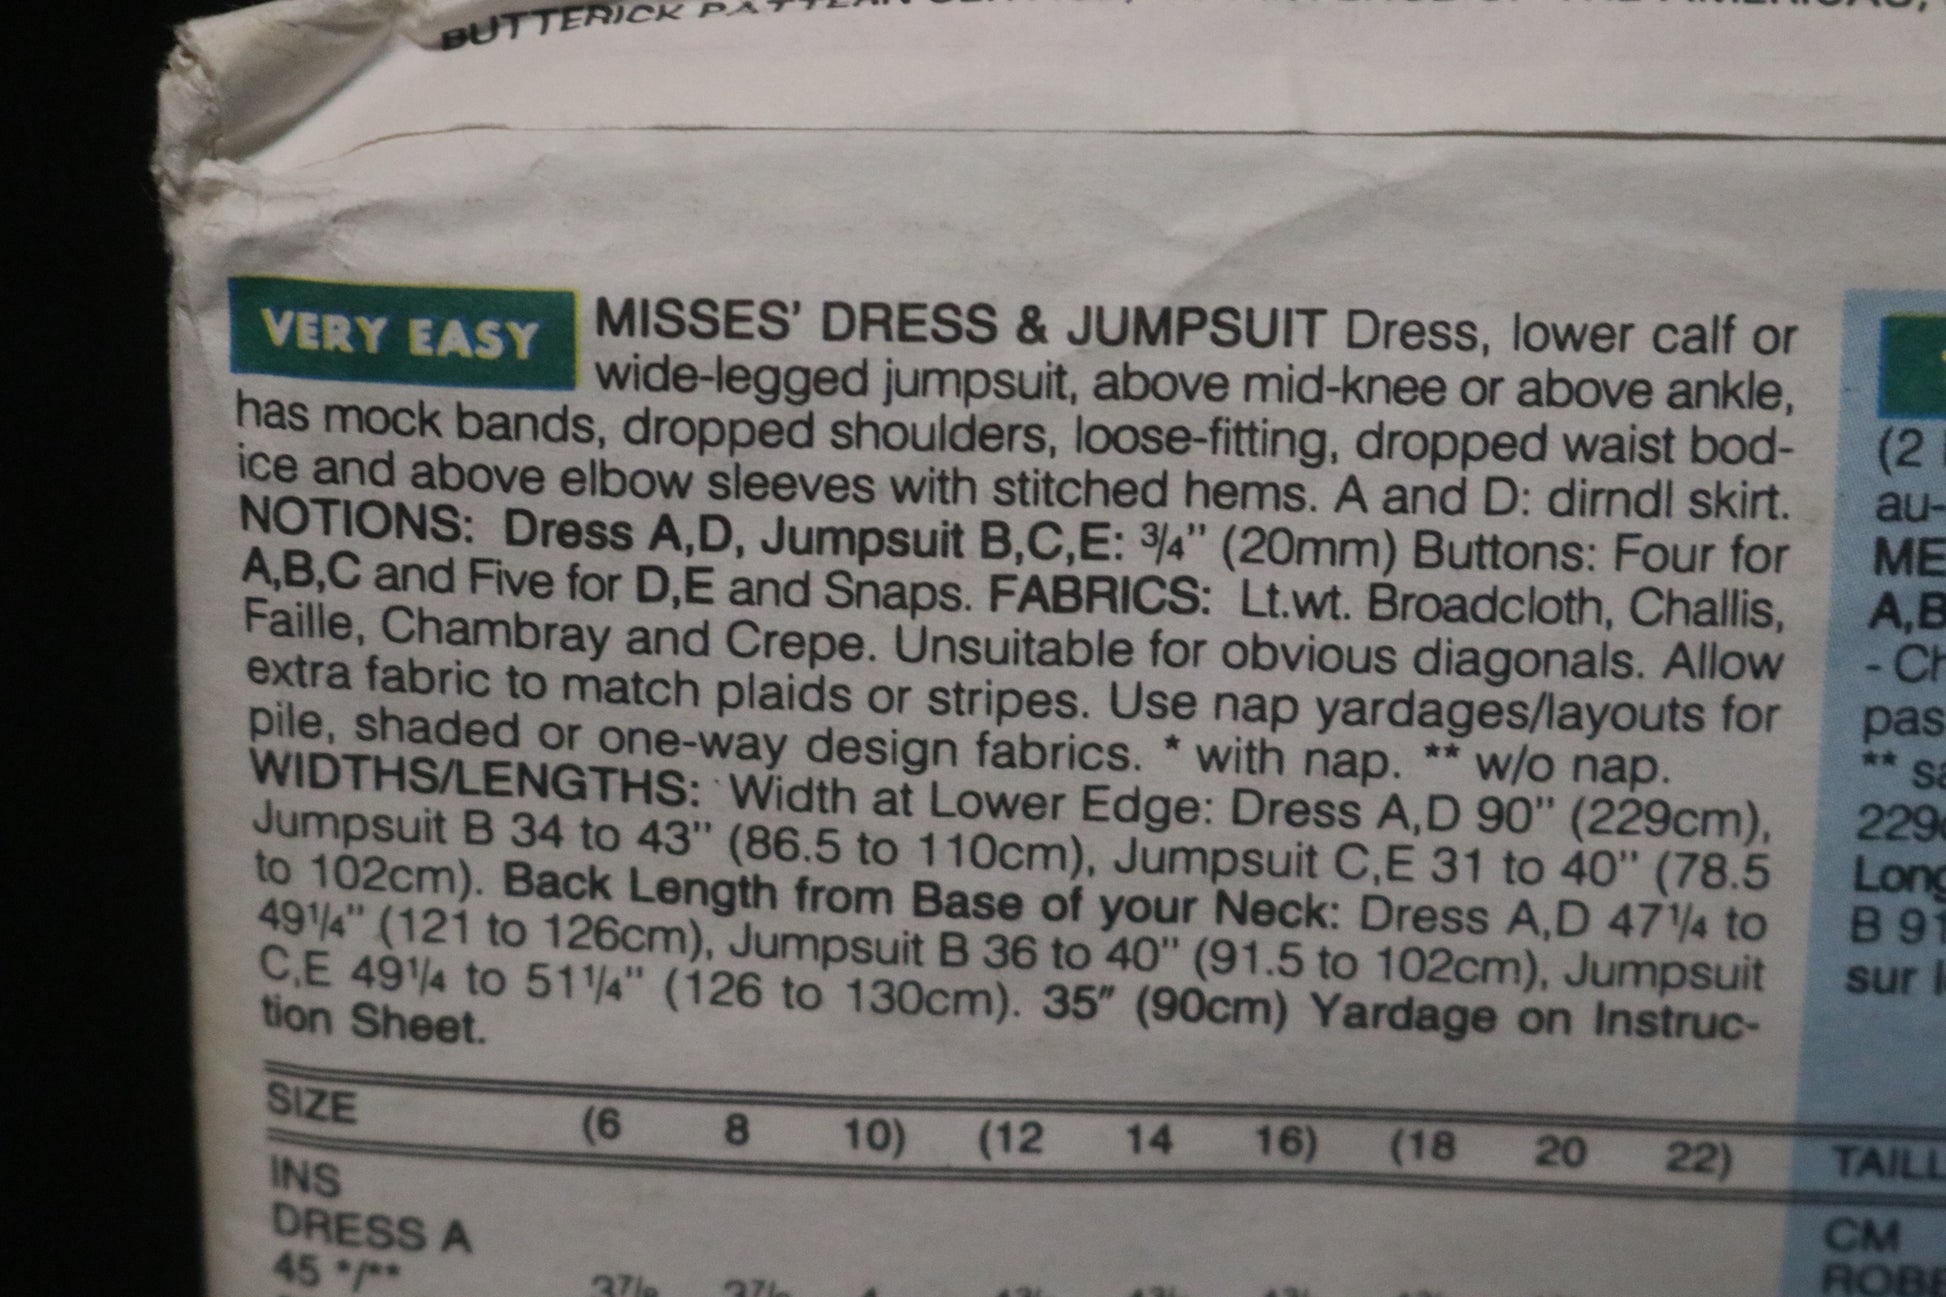 BUTTERICK PATTERN
VERY EASY
MISSES' DRESS & JUMPSUIT Dress, lower calf or
wide-legged jumpsuit, above mid-knee or above ankle,
has mock bands, dropped shoulders, loose-fitting, dropped waist bod-
ice and above elbow sleeves with stitched hems. A and D: dirndl skirt.
NOTIONS: Dress A,D, Jumpsuit B,C,E: 3/4" (20mm) Buttons: Four for
A,B,C and Five for D,E and Snaps. FABRICS: Lt.wt. Broadcloth, Challis,
Faille, Chambray and Crepe. Unsuitable for obvious diagonals. Allow
extra fabric to match plaids or stripes. Use nap yardages/layouts for
pile, shaded or one-way design fabrics. * with nap. ** w/o nap.
WIDTHS/LENGTHS: Width at Lower Edge: Dress A,D 90" (229cm),
Jumpsuit B 34 to 43" (86.5 to 110cm), Jumpsuit C,E 31 to 40" (78.5
to 102cm). Back Length from Base of your Neck: Dress A,D 47 1/4 to
49 1/4" (121 to 126cm), Jumpsuit B 36 to 40" (91.5 to 102cm), Jumpsuit
C,E 49 1/4 to 51 1/4" (126 to 130cm). 35" (90cm) Yardage on Instruc-
tion Sheet.
SIZE (6 8 10) (12 14 16) (18 20 22)
INS
DRESS A
45 */**
(2
au-
ME
A,B
- Ch
pas
** sa
229
Long
B 91
sur l
TAILL
CM
ROBE